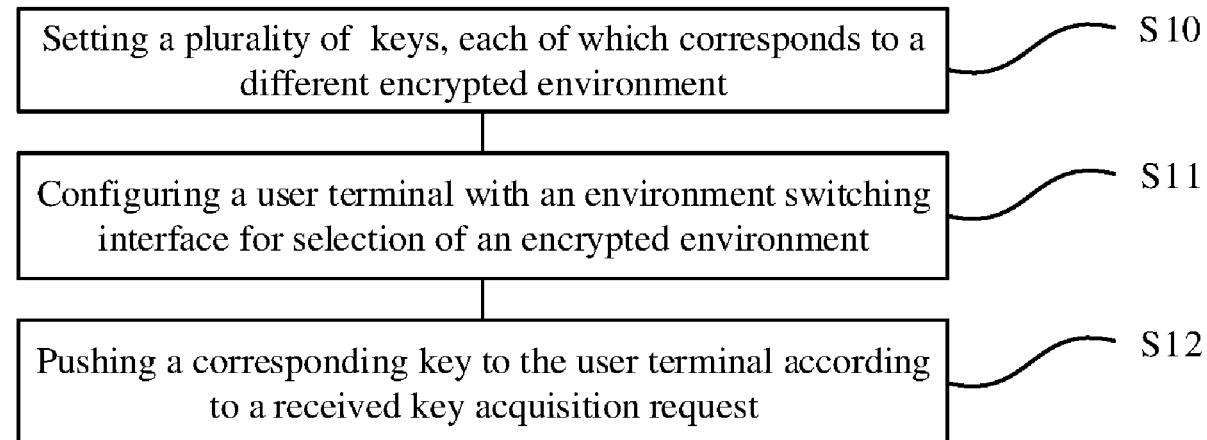 Setting a plurality of keys, each of which corresponds to a
different encrypted environment
S10
Configuring a user terminal with an environment switching
interface for selection of an encrypted environment
S11
Pushing a corresponding key to the user terminal according
to a received key acquisition request
S12